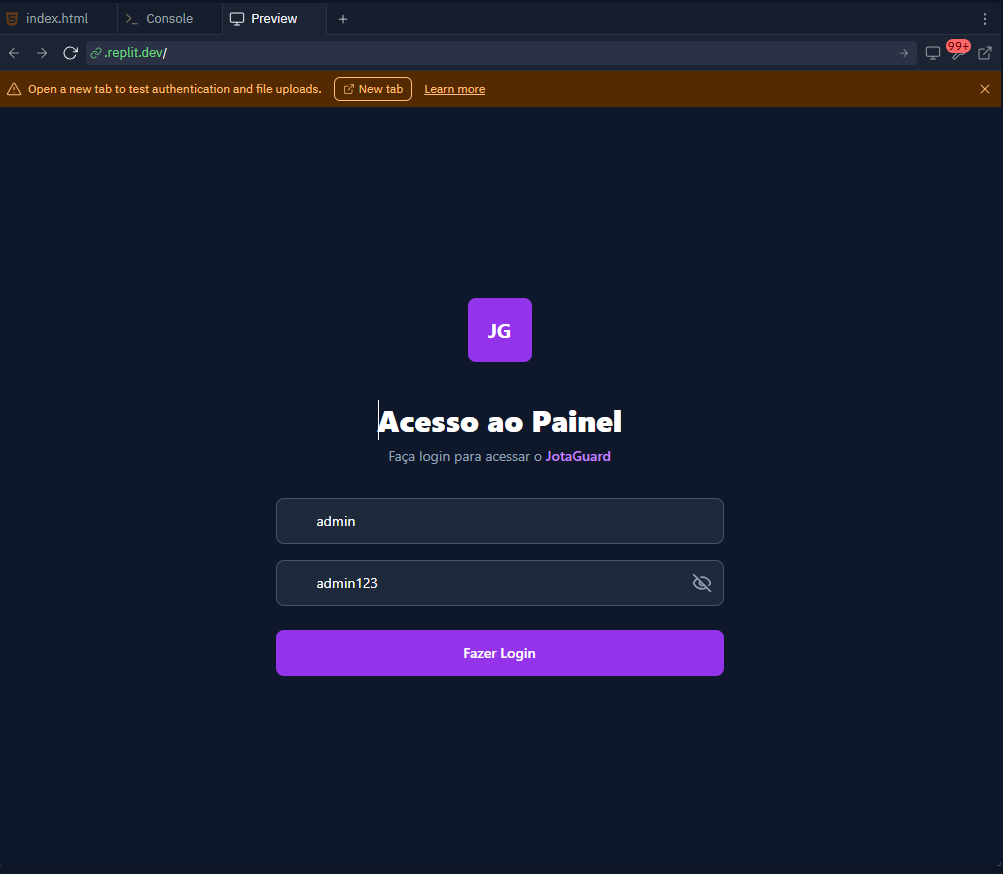 index.html Console Preview
.replit.dev/ 99+
Open a new tab to test authentication and file uploads. New tab Learn more
JG
Acesso ao Painel
Faça login para acessar o JotaGuard
admin
admin123
Fazer Login